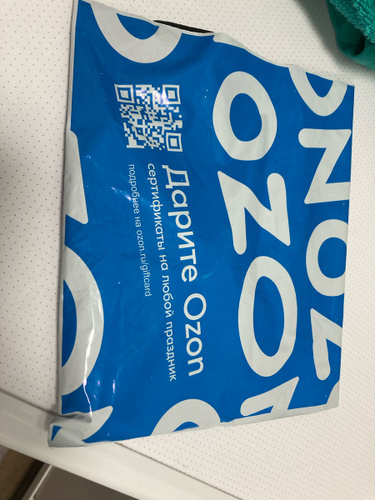 OZON
OZON
Дарите Ozon
сертификаты на любой праздник
подробнее на ozon.ru/giftcard